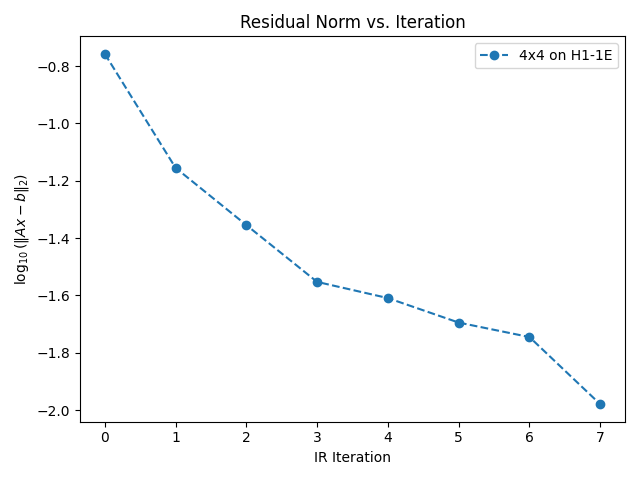 Residual Norm vs. Iteration
4x4 on H1-1E
log₁₀(‖Ax − b‖₂)
−0.8
−1.0
−1.2
−1.4
−1.6
−1.8
−2.0
0 1 2 3 4 5 6 7
IR Iteration